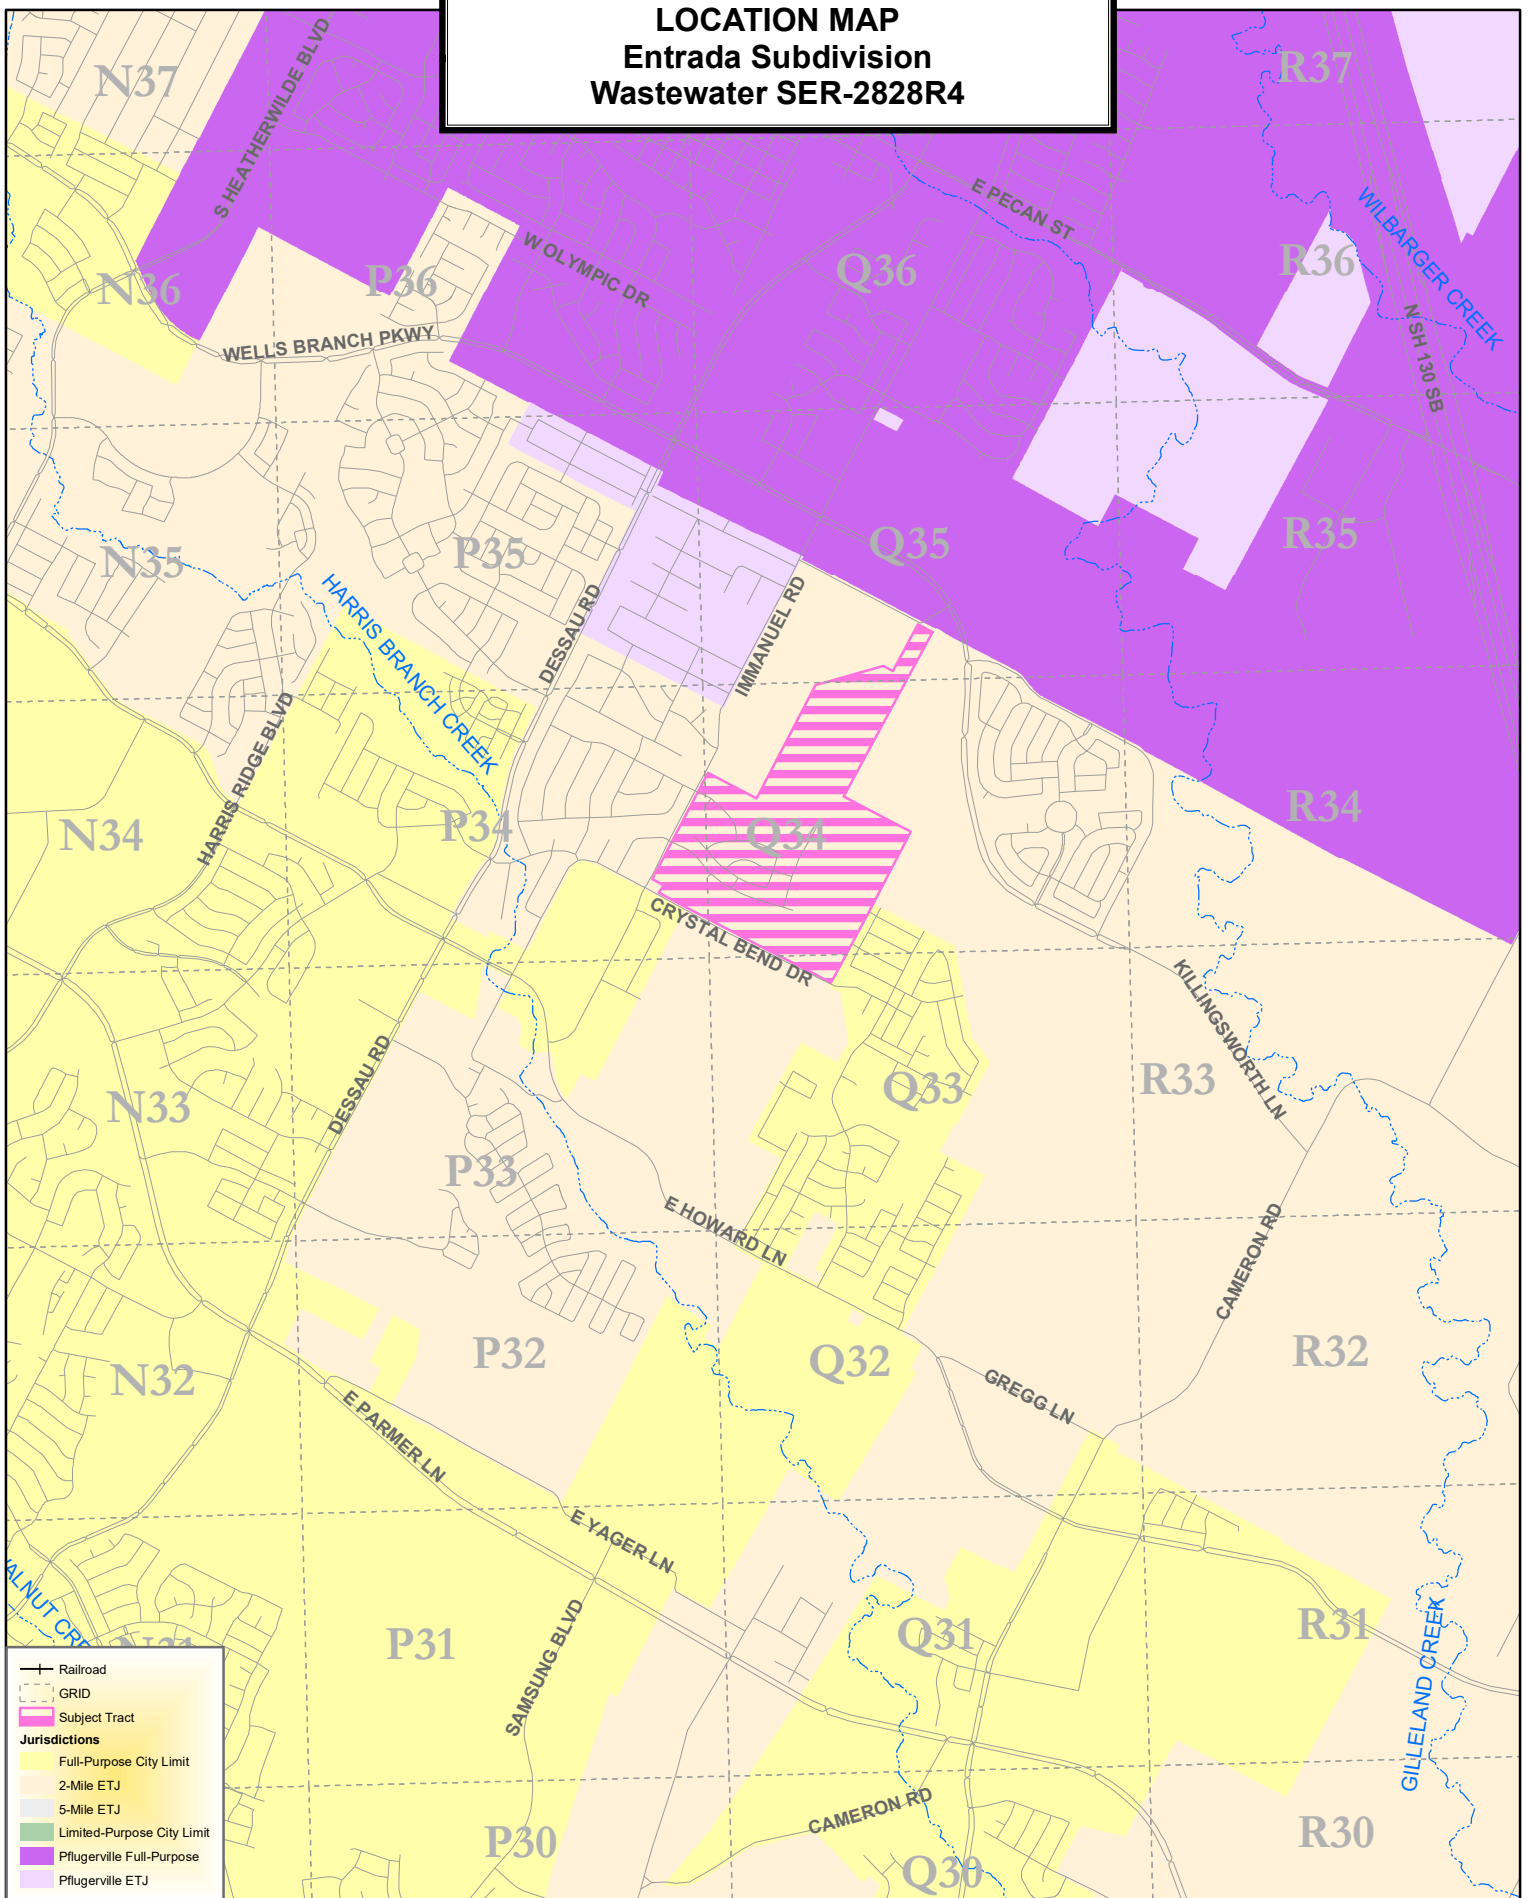 LOCATION MAP
Entrada Subdivision
Wastewater SER-2828R4
N37
R37
S HEATHERWILDE BLVD
E PECAN ST
WILBARGER CREEK
N36
P36
W OLYMPIC DR
Q36
R36
N SH 130 SB
WELLS BRANCH PKWY
N35
P35
Q35
R35
HARRIS BRANCH CREEK
DESSAU RD
IMMANUEL RD
HARRIS RIDGE BLVD
N34
P34
Q34
R34
CRYSTAL BEND DR
KILLINGSWORTH LN
DESSAU RD
N33
P33
Q33
R33
E HOWARD LN
CAMERON RD
N32
P32
Q32
R32
GREGG LN
E PARMER LN
E YAGER LN
SAMSUNG BLVD
ALNUT CRE
N31
P31
Q31
R31
GILLELAND CREEK
CAMERON RD
P30
Q30
R30
Railroad
GRID
Subject Tract
Jurisdictions
Full-Purpose City Limit
2-Mile ETJ
5-Mile ETJ
Limited-Purpose City Limit
Pflugerville Full-Purpose
Pflugerville ETJ